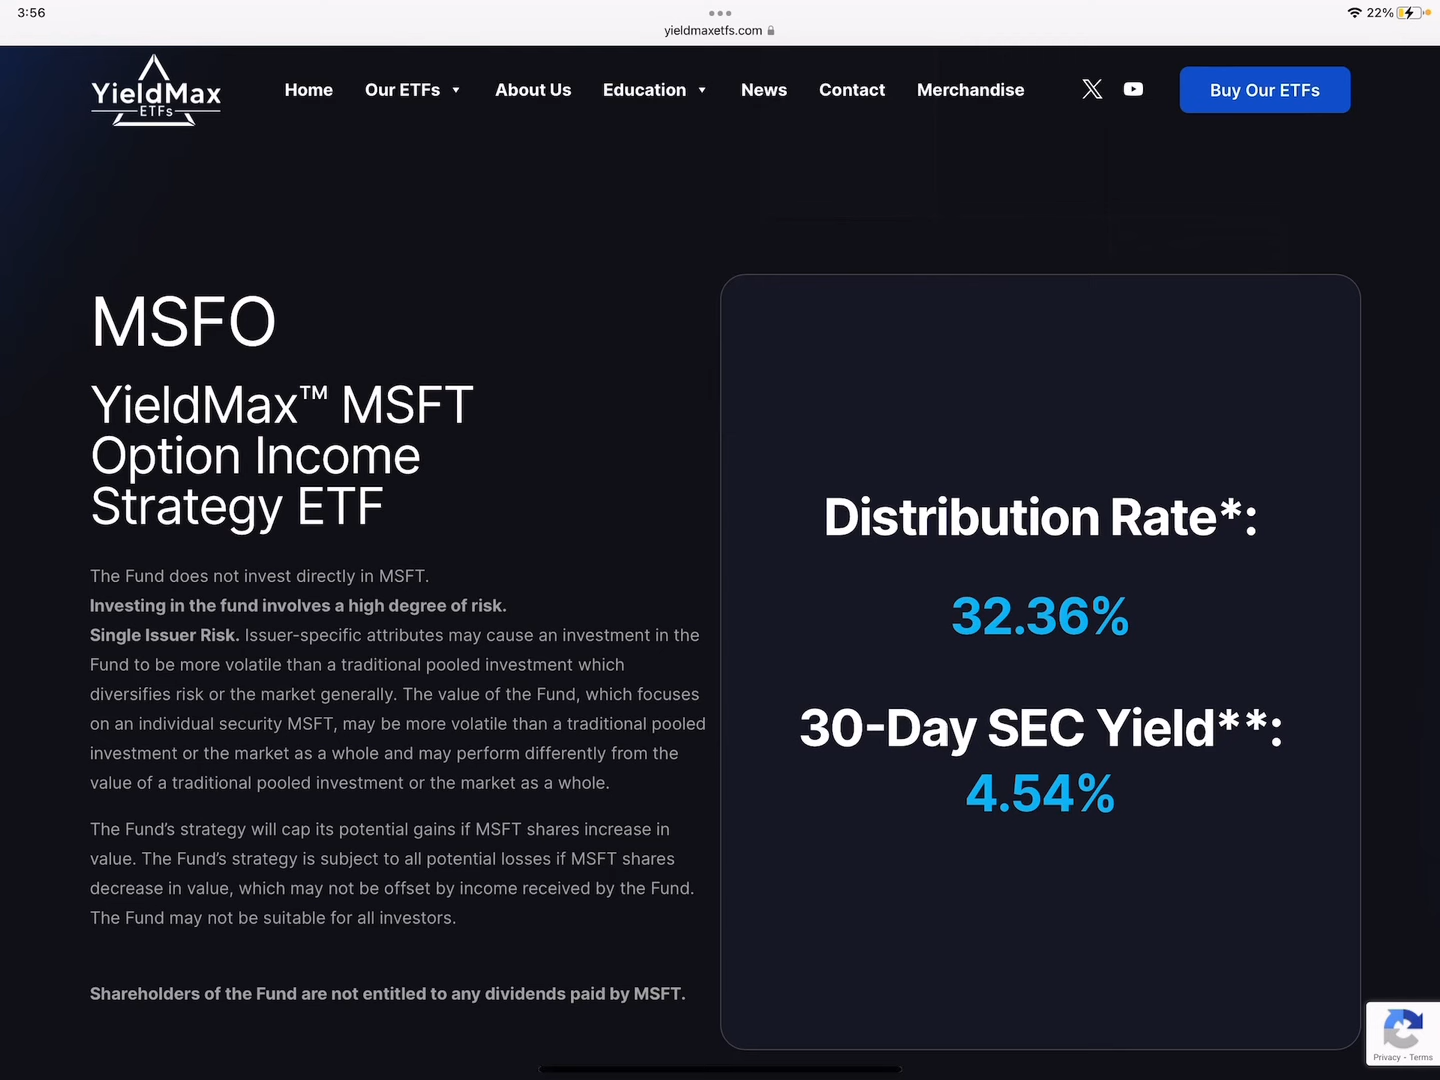 3:56
yieldmaxetfs.com
22%
YieldMax
ETFs
Home
Our ETFs
About Us
Education
News
Contact
Merchandise
Buy Our ETFs
MSFO
YieldMax™ MSFT
Option Income
Strategy ETF
The Fund does not invest directly in MSFT.
Investing in the fund involves a high degree of risk.
Single Issuer Risk. Issuer-specific attributes may cause an investment in the
Fund to be more volatile than a traditional pooled investment which
diversifies risk or the market generally. The value of the Fund, which focuses
on an individual security MSFT, may be more volatile than a traditional pooled
investment or the market as a whole and may perform differently from the
value of a traditional pooled investment or the market as a whole.
The Fund’s strategy will cap its potential gains if MSFT shares increase in
value. The Fund’s strategy is subject to all potential losses if MSFT shares
decrease in value, which may not be offset by income received by the Fund.
The Fund may not be suitable for all investors.
Shareholders of the Fund are not entitled to any dividends paid by MSFT.
Distribution Rate*:
32.36%
30-Day SEC Yield**:
4.54%
Privacy - Terms